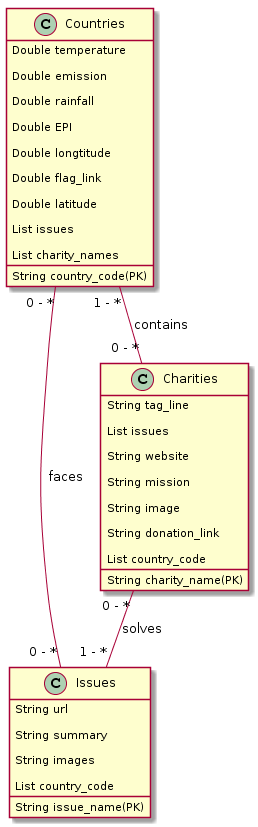 C Countries
Double temperature
Double emission
Double rainfall
Double EPI
Double longtitude
Double flag_link
Double latitude
List issues
List charity_names
String country_code(PK)
0 - * 1 - *
contains
0 - *
C Charities
String tag_line
List issues
String website
String mission
String image
String donation_link
List country_code
String charity_name(PK)
faces
0 - *
solves
0 - * 1 - *
C Issues
String url
String summary
String images
List country_code
String issue_name(PK)